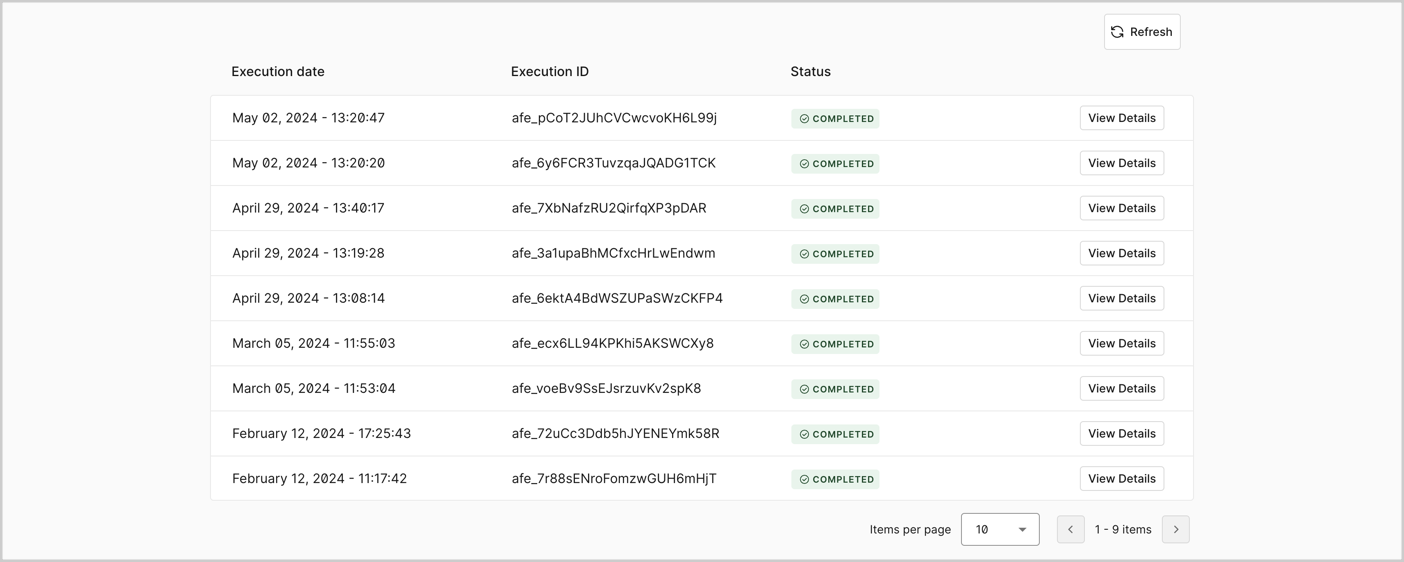 Refresh
Execution date Execution ID Status
May 02, 2024 - 13:20:47 afe_pCoT2JUhCVCwcvoKH6L99j COMPLETED View Details
May 02, 2024 - 13:20:20 afe_6y6FCR3TuvzqaJQADG1TCK COMPLETED View Details
April 29, 2024 - 13:40:17 afe_7XbNafzRU2QirfqXP3pDAR COMPLETED View Details
April 29, 2024 - 13:19:28 afe_3a1upaBhMCfxcHrLwEndwm COMPLETED View Details
April 29, 2024 - 13:08:14 afe_6ektA4BdWSZUPaSWzCKFP4 COMPLETED View Details
March 05, 2024 - 11:55:03 afe_ecx6LL94KPKhi5AKSWCXy8 COMPLETED View Details
March 05, 2024 - 11:53:04 afe_voeBv9SsEJsrzuvKv2spK8 COMPLETED View Details
February 12, 2024 - 17:25:43 afe_72uCc3Ddb5hJYENEYmk58R COMPLETED View Details
February 12, 2024 - 11:17:42 afe_7r88sENroFomzwGUH6mHjT COMPLETED View Details
Items per page 10 1 - 9 items